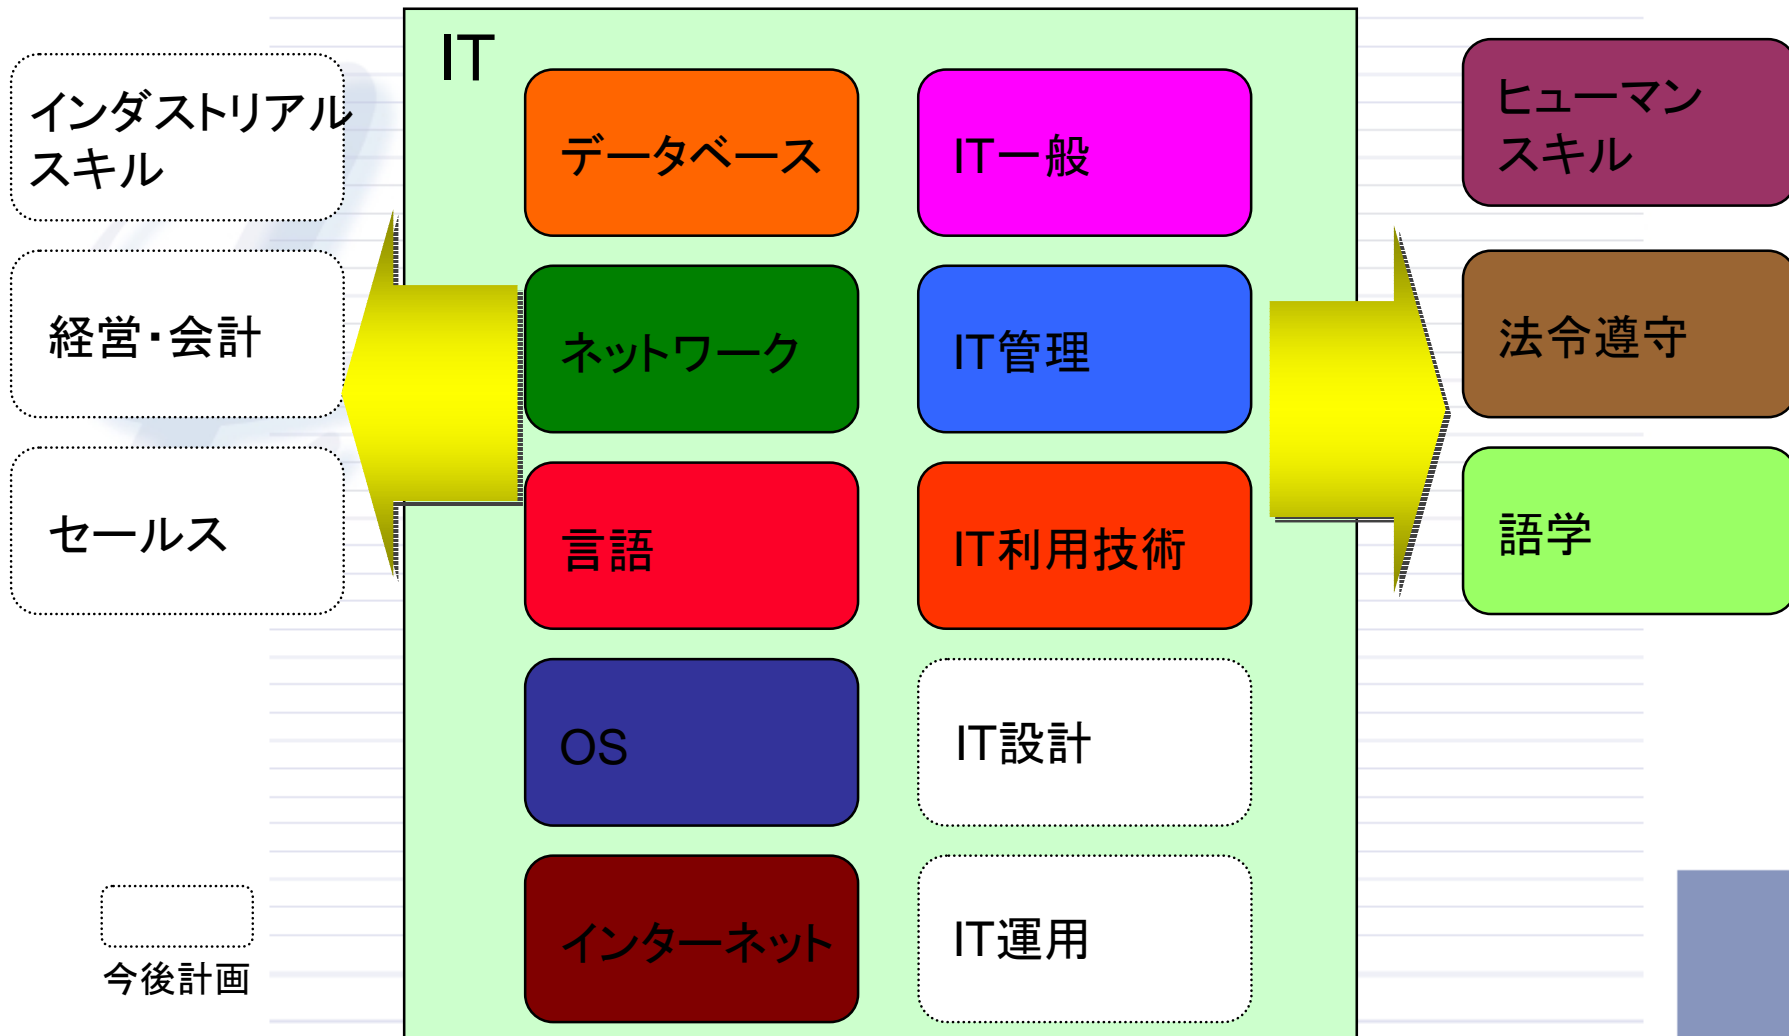 IT
インダストリアル
スキル
経営・会計
セールス
データベース
IT一般
ネットワーク
IT管理
言語
IT利用技術
OS
IT設計
インターネット
IT運用
ヒューマン
スキル
法令遵守
語学
今後計画